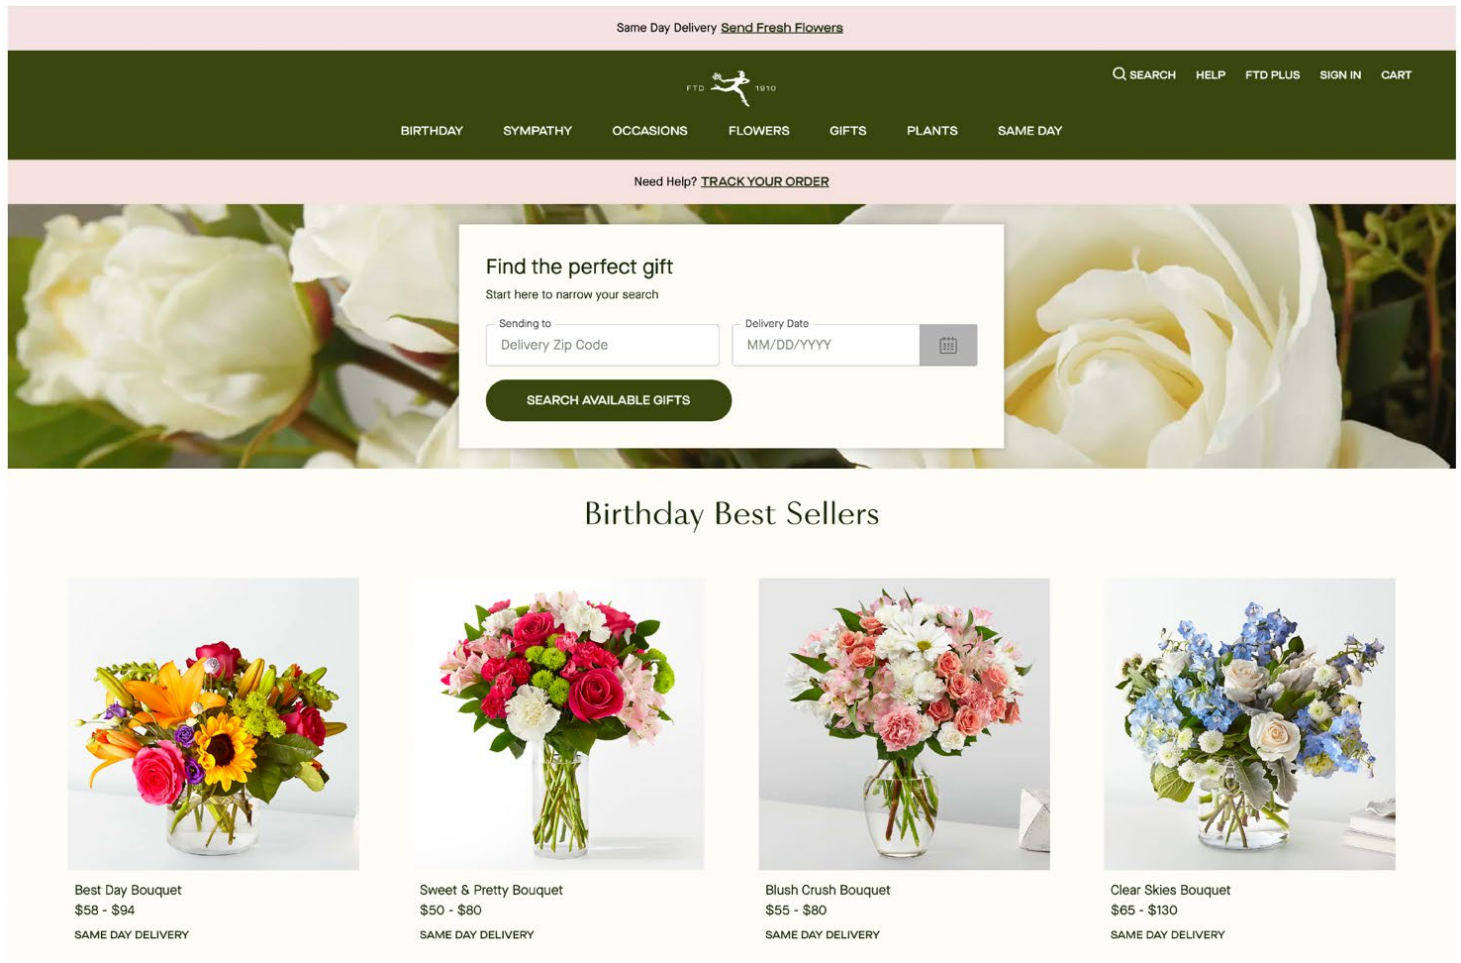 Same Day Delivery Send Fresh Flowers
FTD 1910
SEARCH HELP FTD PLUS SIGN IN CART
BIRTHDAY SYMPATHY OCCASIONS FLOWERS GIFTS PLANTS SAME DAY
Need Help? TRACK YOUR ORDER
Find the perfect gift
Start here to narrow your search
Sending to
Delivery Zip Code
Delivery Date
MM/DD/YYYY
SEARCH AVAILABLE GIFTS
Birthday Best Sellers
Best Day Bouquet
$58 - $94
SAME DAY DELIVERY
Sweet & Pretty Bouquet
$50 - $80
SAME DAY DELIVERY
Blush Crush Bouquet
$55 - $80
SAME DAY DELIVERY
Clear Skies Bouquet
$65 - $130
SAME DAY DELIVERY